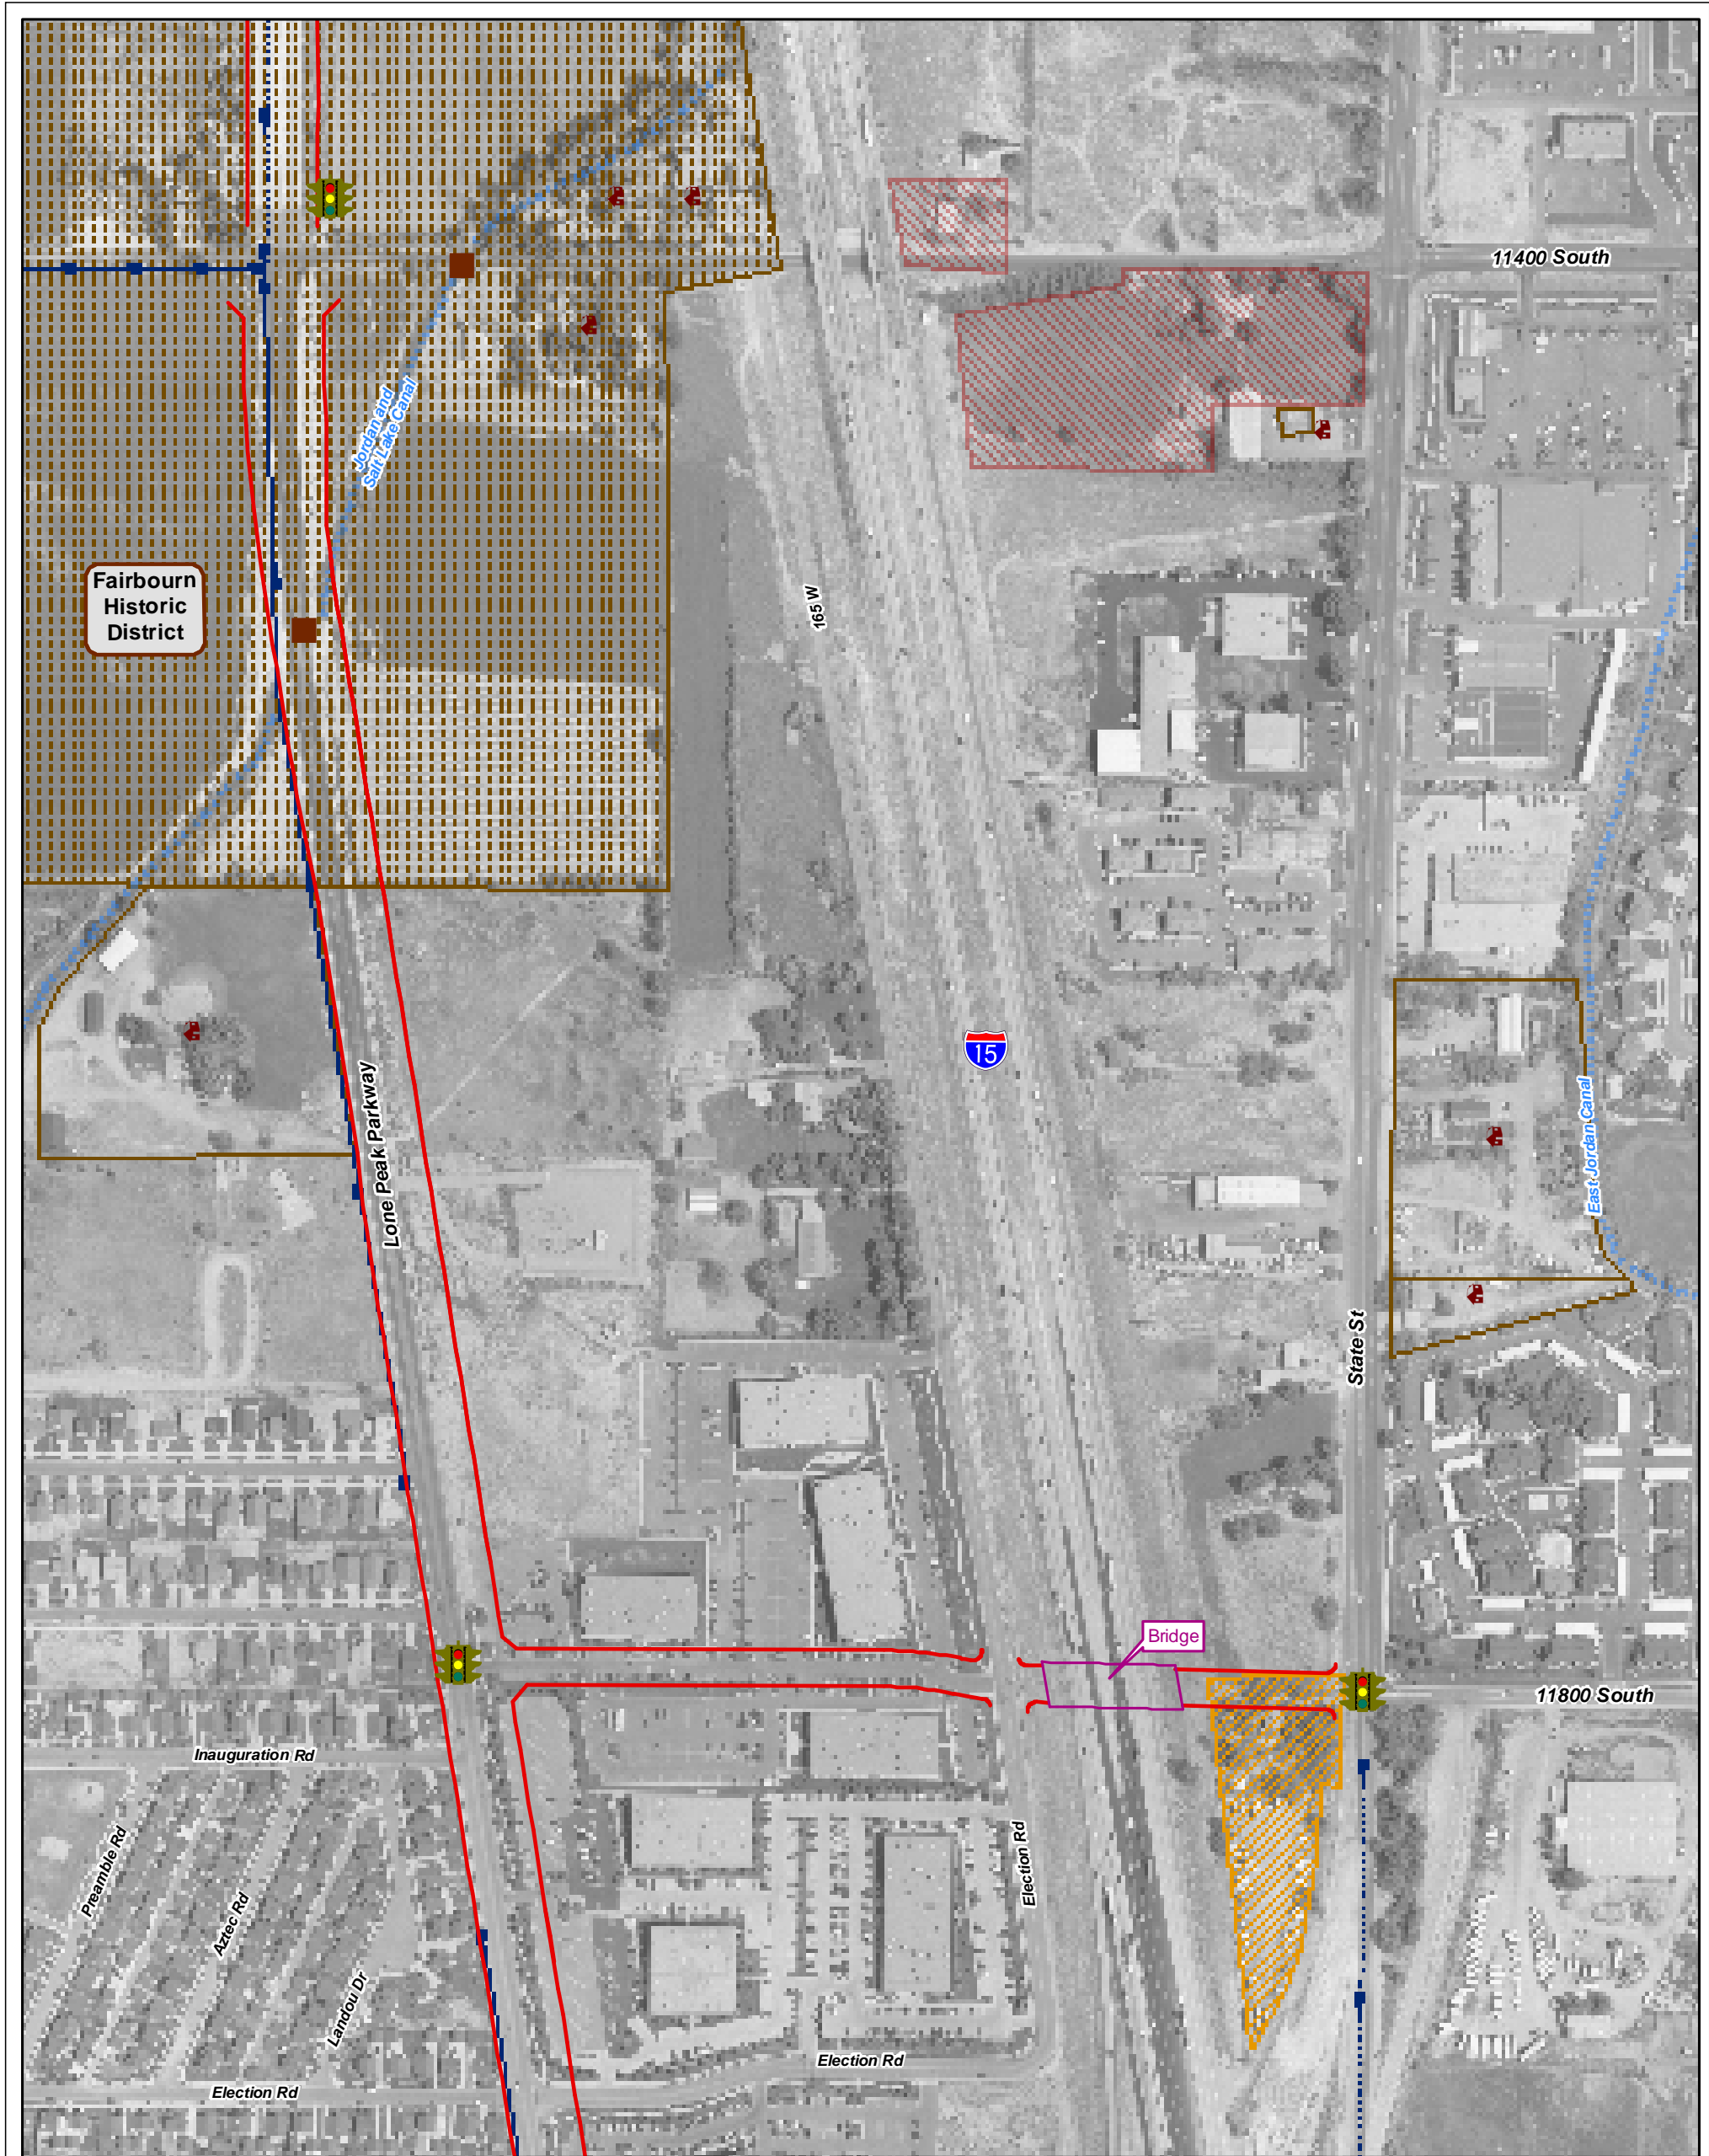 11400 South
Jordan and
Salt Lake Canal
Fairbourn
Historic
District
165 W
15
Lone Peak Parkway
East Jordan Canal
State St
Bridge
11800 South
Inauguration Rd
Preamble Rd
Aztec Rd
Landou Dr
Election Rd
Election Rd
Election Rd